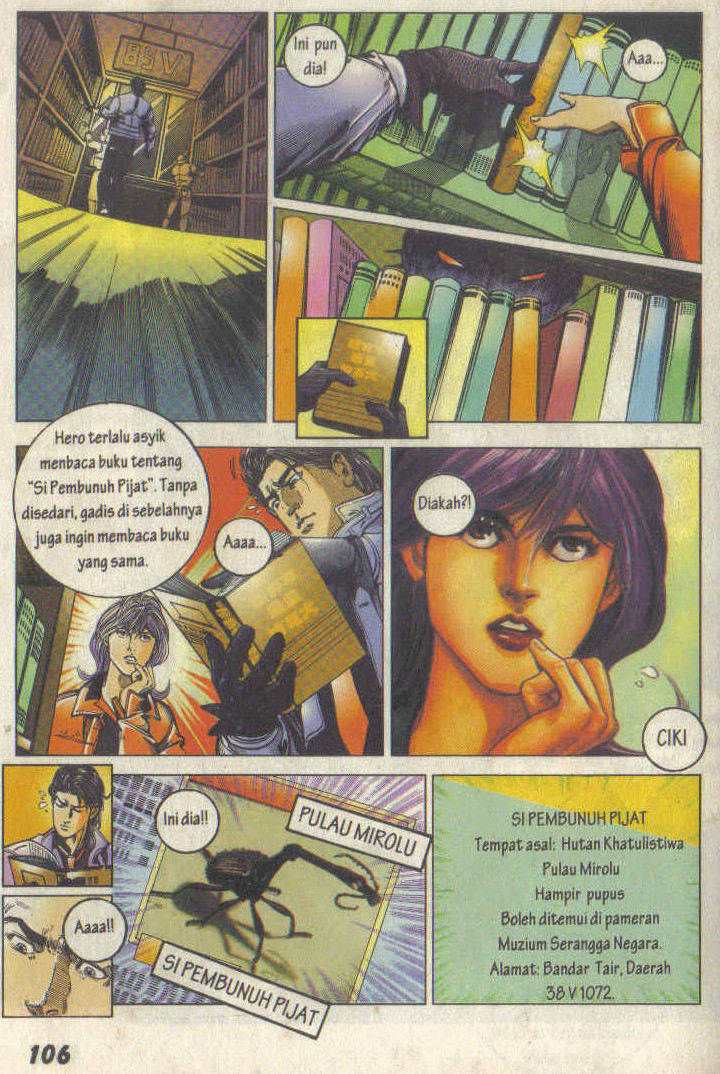 89V
Ini pun
dia!
Aaa...
Hero terlalu asyik
menbaca buku tentang
"Si Pembunuh Pijat". Tanpa
disedari, gadis di sebelahnya
juga ingin membaca buku
yang sama.
Aaaa...
Diakah?!
CIKI
Ini dia!!
PULAU MIROLU
Aaaa!!
SI PEMBUNUH PIJAT
SI PEMBUNUH PIJAT
Tempat asal: Hutan Khatulistiwa
Pulau Mirolu
Hampir pupus
Boleh ditemui di pameran
Muzium Serangga Negara.
Alamat: Bandar Tair, Daerah
38 V 1072.
106